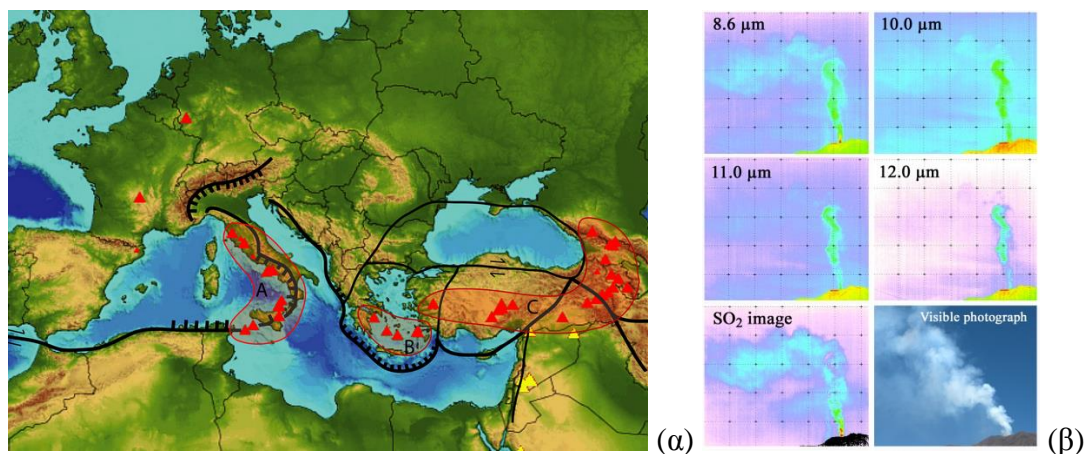 A
B
C
(α)
8.6 µm
10.0 µm
11.0 µm
12.0 µm
SO₂ image
Visible photograph
(β)